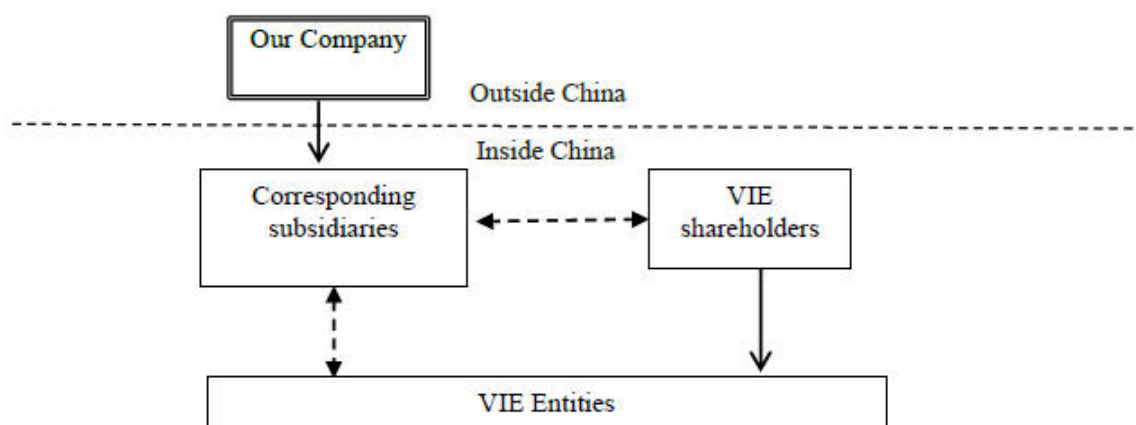 Our Company
Outside China
Inside China
Corresponding
subsidiaries
VIE
shareholders
VIE Entities